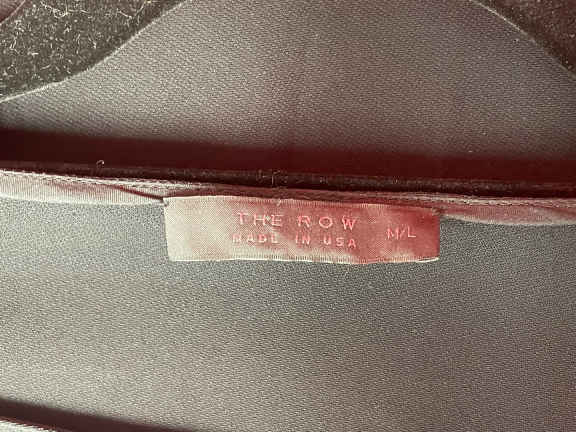 THE ROW
MADE IN USA
M/L